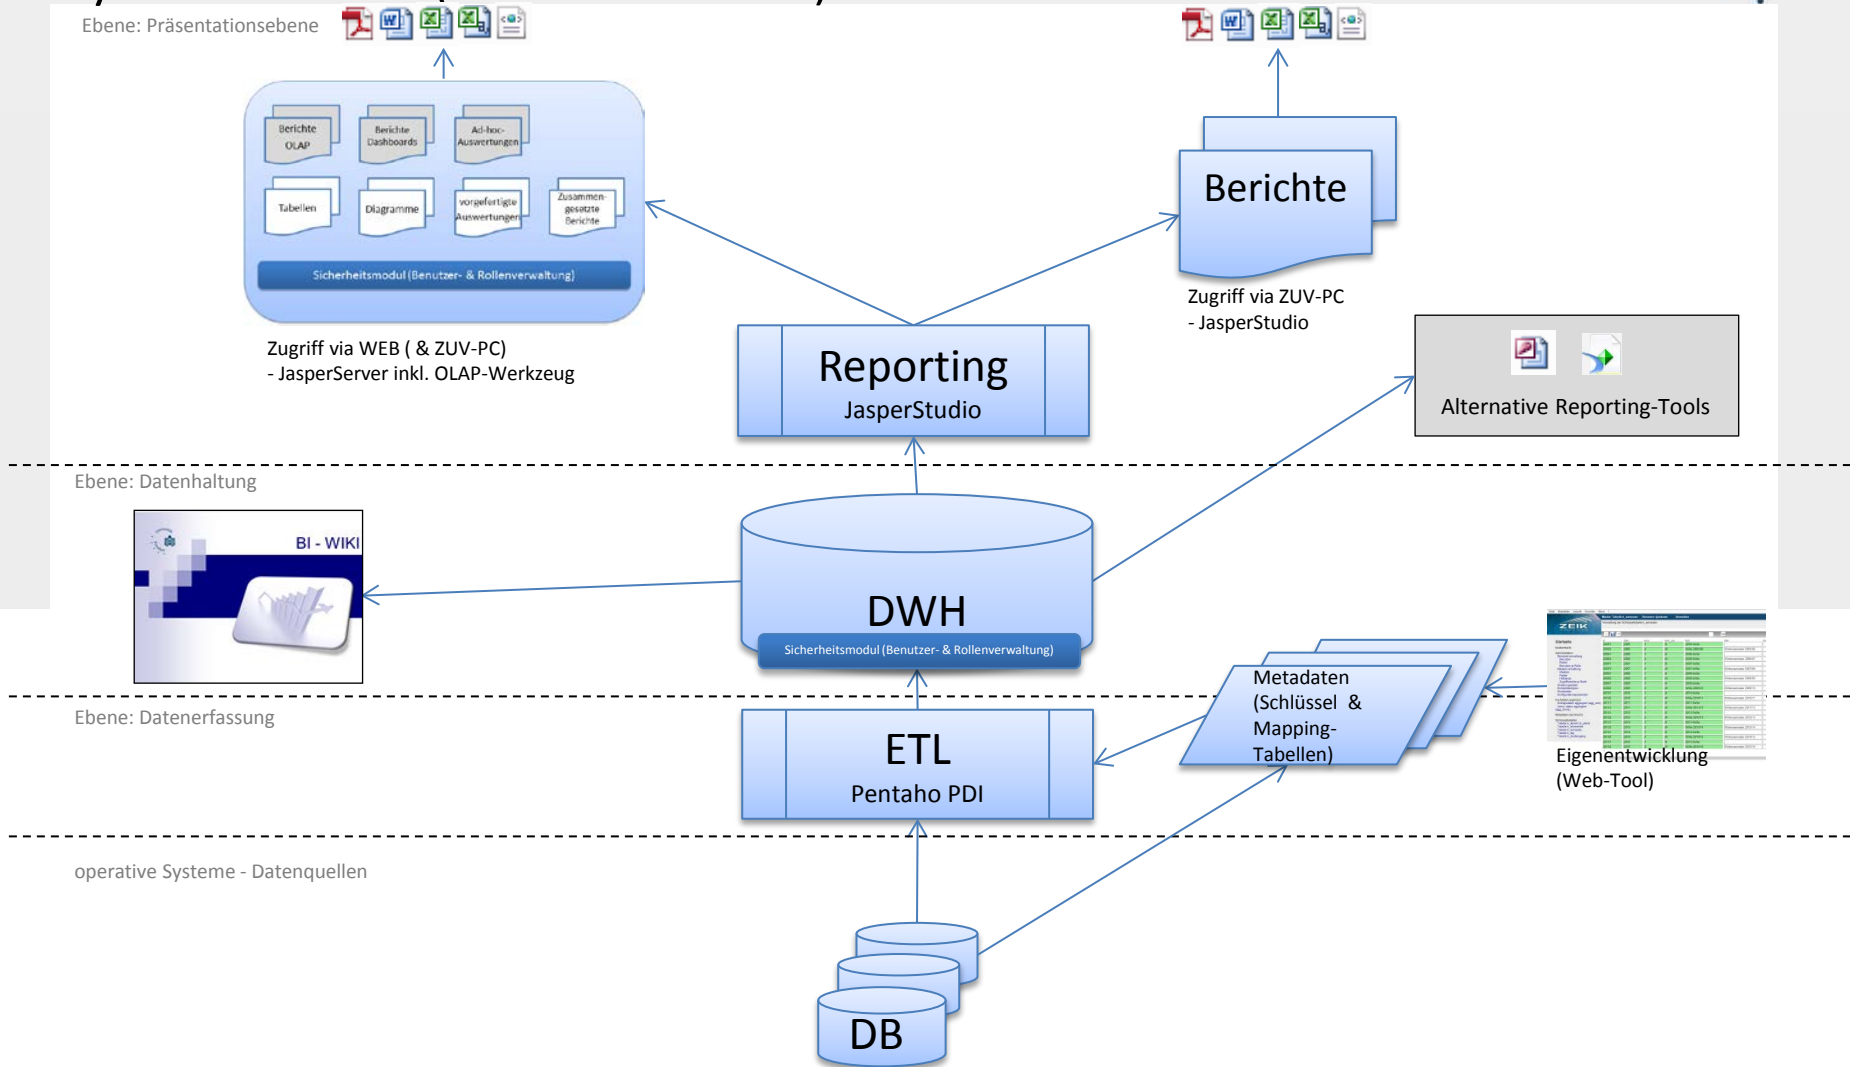 Ebene: Präsentationsebene
Berichte
OLAP
Berichte
Dashboards
Ad-hoc-
Auswertungen
Tabellen
Diagramme
vorgefertigte
Auswertungen
Zusammen-
gesetzte
Berichte
Sicherheitsmodul (Benutzer- & Rollenverwaltung)
Zugriff via WEB ( & ZUV-PC)
- JasperServer inkl. OLAP-Werkzeug
Berichte
Zugriff via ZUV-PC
- JasperStudio
Reporting
JasperStudio
Alternative Reporting-Tools
Ebene: Datenhaltung
BI - WIKI
DWH
Sicherheitsmodul (Benutzer- & Rollenverwaltung)
ZEIK
Metadaten
(Schlüssel &
Mapping-
Tabellen)
Eigenentwicklung
(Web-Tool)
Ebene: Datenerfassung
ETL
Pentaho PDI
operative Systeme - Datenquellen
DB